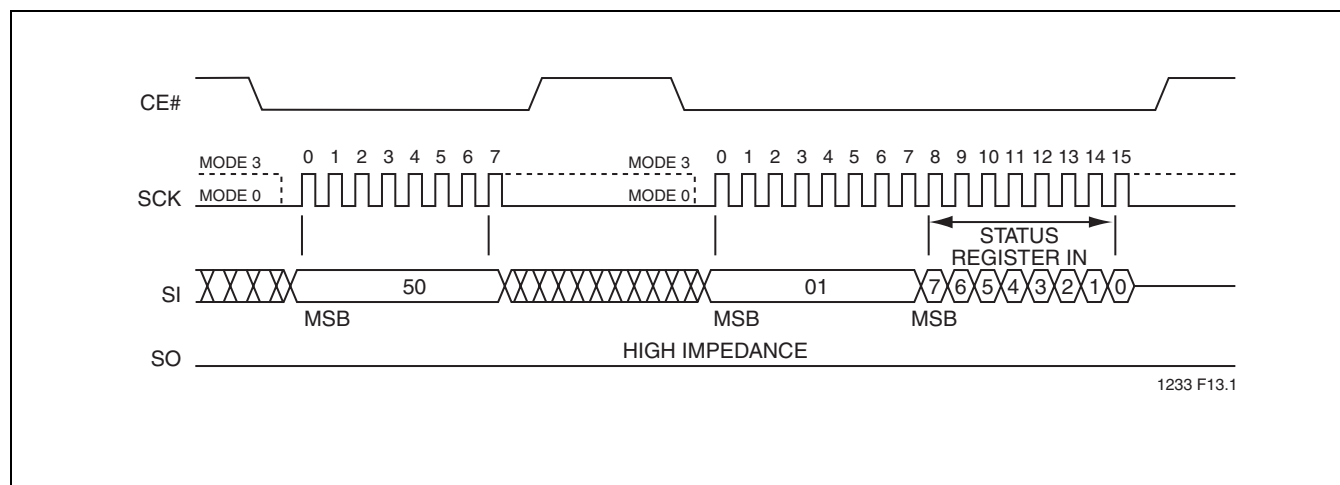 CE#
MODE 3 0 1 2 3 4 5 6 7 MODE 3 0 1 2 3 4 5 6 7 8 9 10 11 12 13 14 15
SCK MODE 0 MODE 0
STATUS
REGISTER IN
SI 50 01 7 6 5 4 3 2 1 0
MSB MSB MSB
SO HIGH IMPEDANCE
1233 F13.1